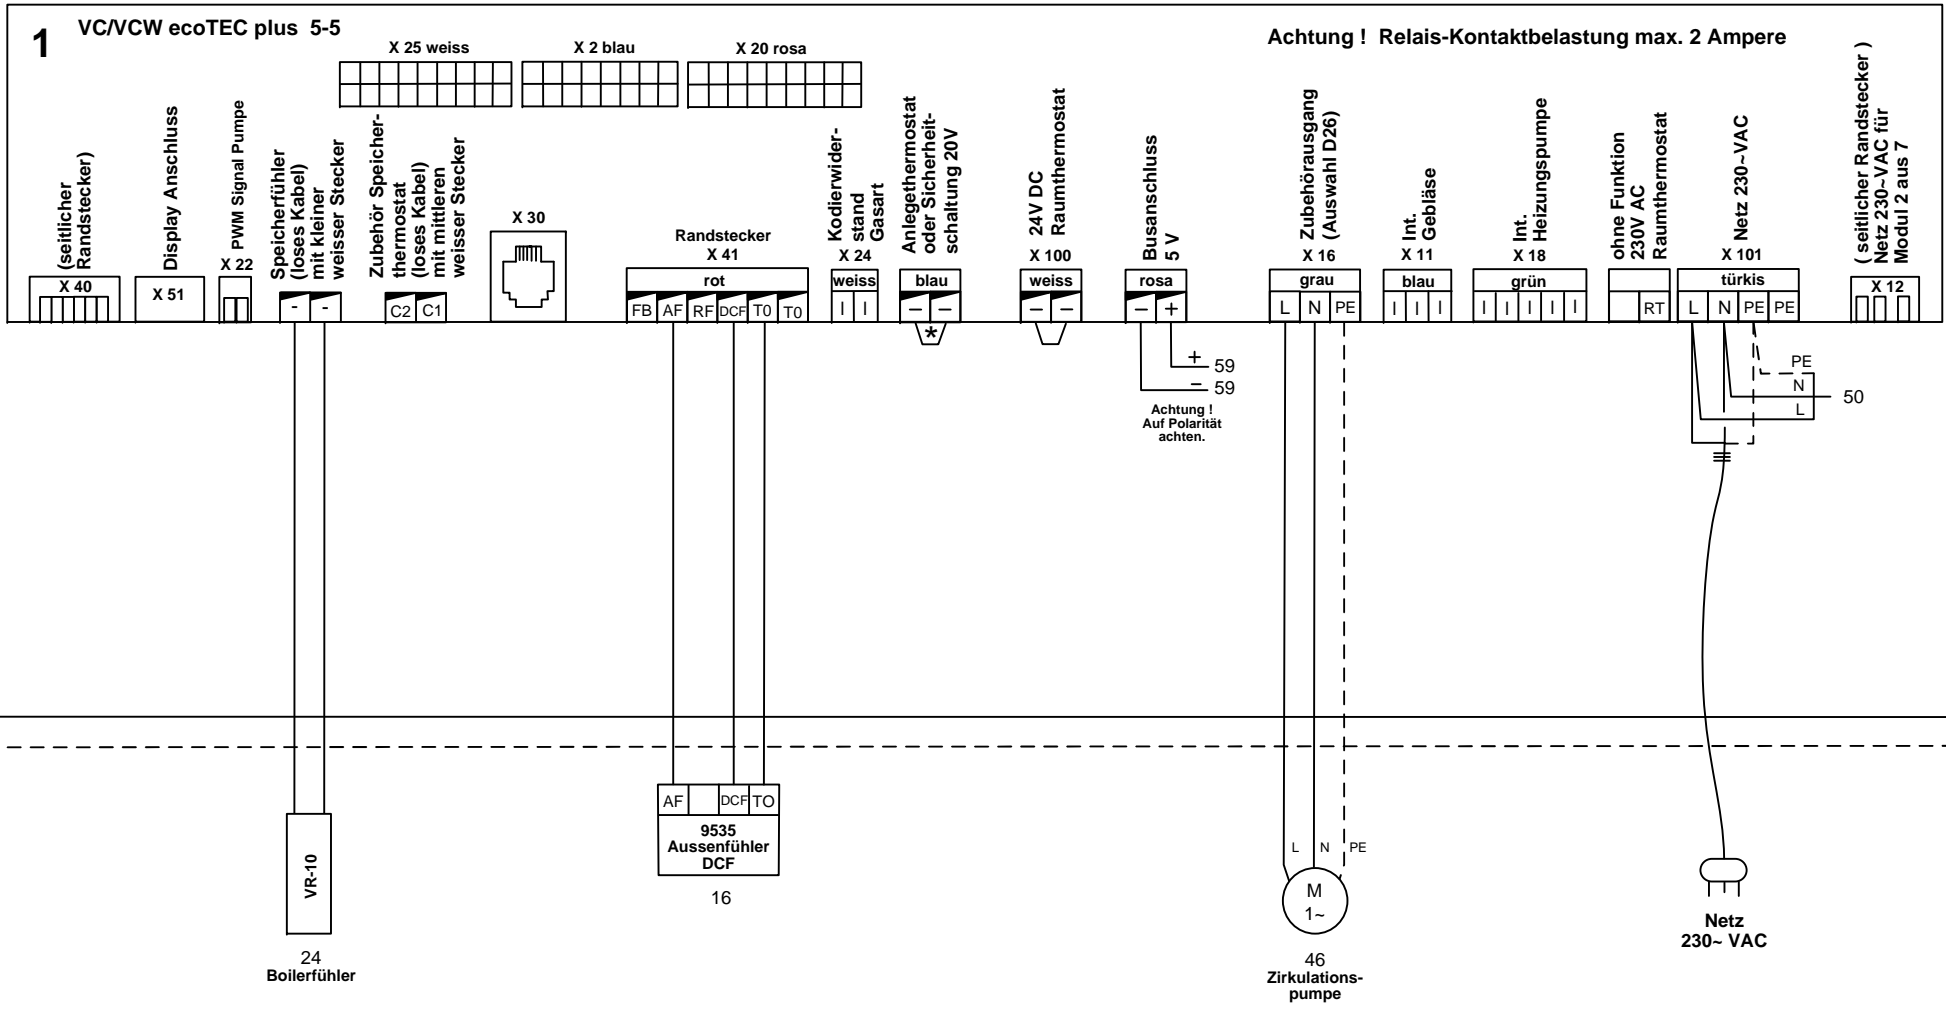 1
VC/VCW ecoTEC plus 5-5
Achtung ! Relais-Kontaktbelastung max. 2 Ampere
X 25 weiss
X 2 blau
X 20 rosa
(seitlicher
Randstecker)
X 40
Display Anschluss
X 51
PWM Signal Pumpe
X 22
Speicherfühler
(loses Kabel)
mit kleiner
weisser Stecker
- -
Zubehör Speicher-
thermostat
(loses Kabel)
mit mittleren
weisser Stecker
C2 C1
X 30
Randstecker
X 41
rot
FB AF RF DCF T0 T0
Kodierwider-
stand
Gasart
X 24
weiss
I I
Anlegethermostat
oder Sicherheit-
schaltung 20V
blau
– –
*
24V DC
Raumthermostat
X 100
weiss
– –
Busanschluss
5 V
rosa
– +
+ 59
– 59
Achtung !
Auf Polarität
achten.
Zubehörausgang
(Auswahl D26)
X 16
grau
L N PE
Int.
Gebläse
X 11
blau
I I I
Int.
Heizungspumpe
X 18
grün
I I I I I
ohne Funktion
230V AC
Raumthermostat
RT
Netz 230~VAC
X 101
türkis
L N PE PE
PE
N
L
50
( seitlicher Randstecker )
Netz 230~VAC für
Modul 2 aus 7
X 12
VR-10
24
Boilerfühler
AF DCF TO
9535
Aussenfühler
DCF
16
L N PE
M
1~
46
Zirkulations-
pumpe
Netz
230~ VAC